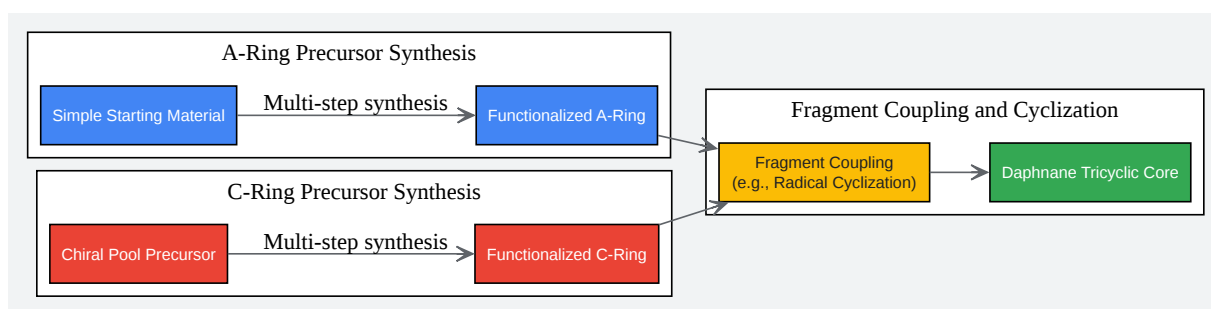 A-Ring Precursor Synthesis
Simple Starting Material
Multi-step synthesis
Functionalized A-Ring
C-Ring Precursor Synthesis
Chiral Pool Precursor
Multi-step synthesis
Functionalized C-Ring
Fragment Coupling and Cyclization
Fragment Coupling
(e.g., Radical Cyclization)
Daphnane Tricyclic Core